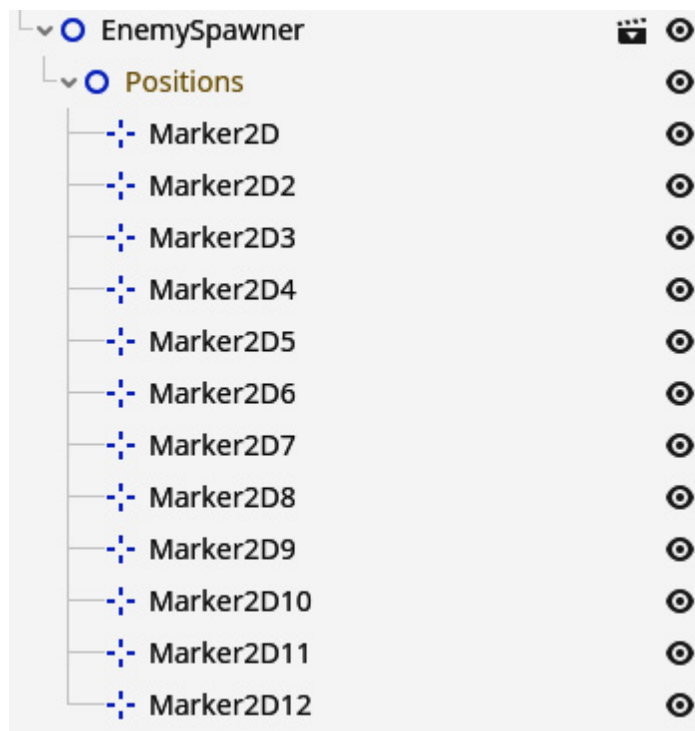 EnemySpawner
Positions
Marker2D
Marker2D2
Marker2D3
Marker2D4
Marker2D5
Marker2D6
Marker2D7
Marker2D8
Marker2D9
Marker2D10
Marker2D11
Marker2D12